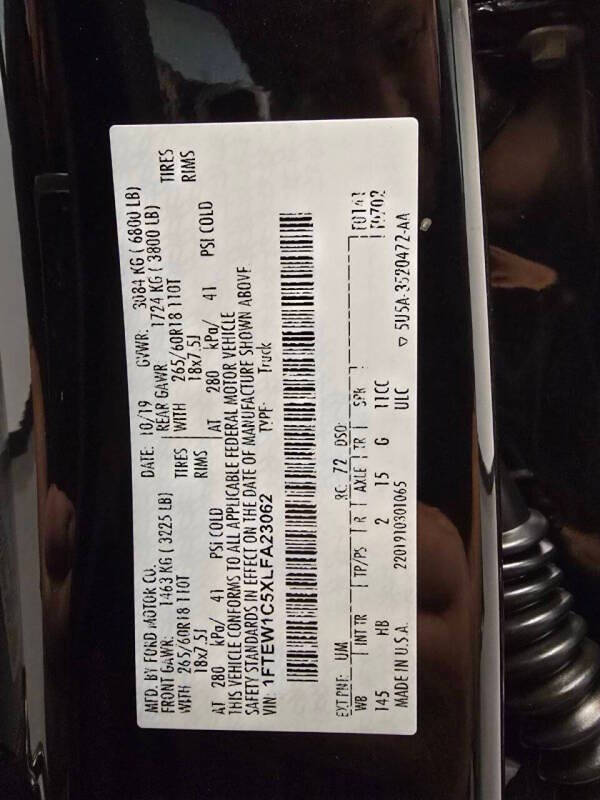 MFD. BY FORD MOTOR CO. DATE: 10/19 GVWR: 3084 KG ( 6800 LB)
FRONT GAWR: 1463 KG ( 3225 LB) REAR GAWR 1724 KG ( 3800 LB)
WITH 265/60R18 110T TIRES WITH 265/60R18 110T TIRES
18x7.5J RIMS 18x7.5J RIMS
AT 280 kPa/ 41 PSI COLD AT 280 kPa/ 41 PSI COLD
THIS VEHICLE CONFORMS TO ALL APPLICABLE FEDERAL MOTOR VEHICLE
SAFETY STANDARDS IN EFFECT ON THE DATE OF MANUFACTURE SHOWN ABOVE
VIN: 1FTEW1C5XLFA23062 TYPE: Truck
EXT PNT: UM RC: 72 DSO: F0141
WB INT TR TP/PS R AXLE TR SPR
145 HB 2 15 G 11CC
MADE IN U.S.A. 2201910301065 ULC
▽ 5U5A-3520472-AA